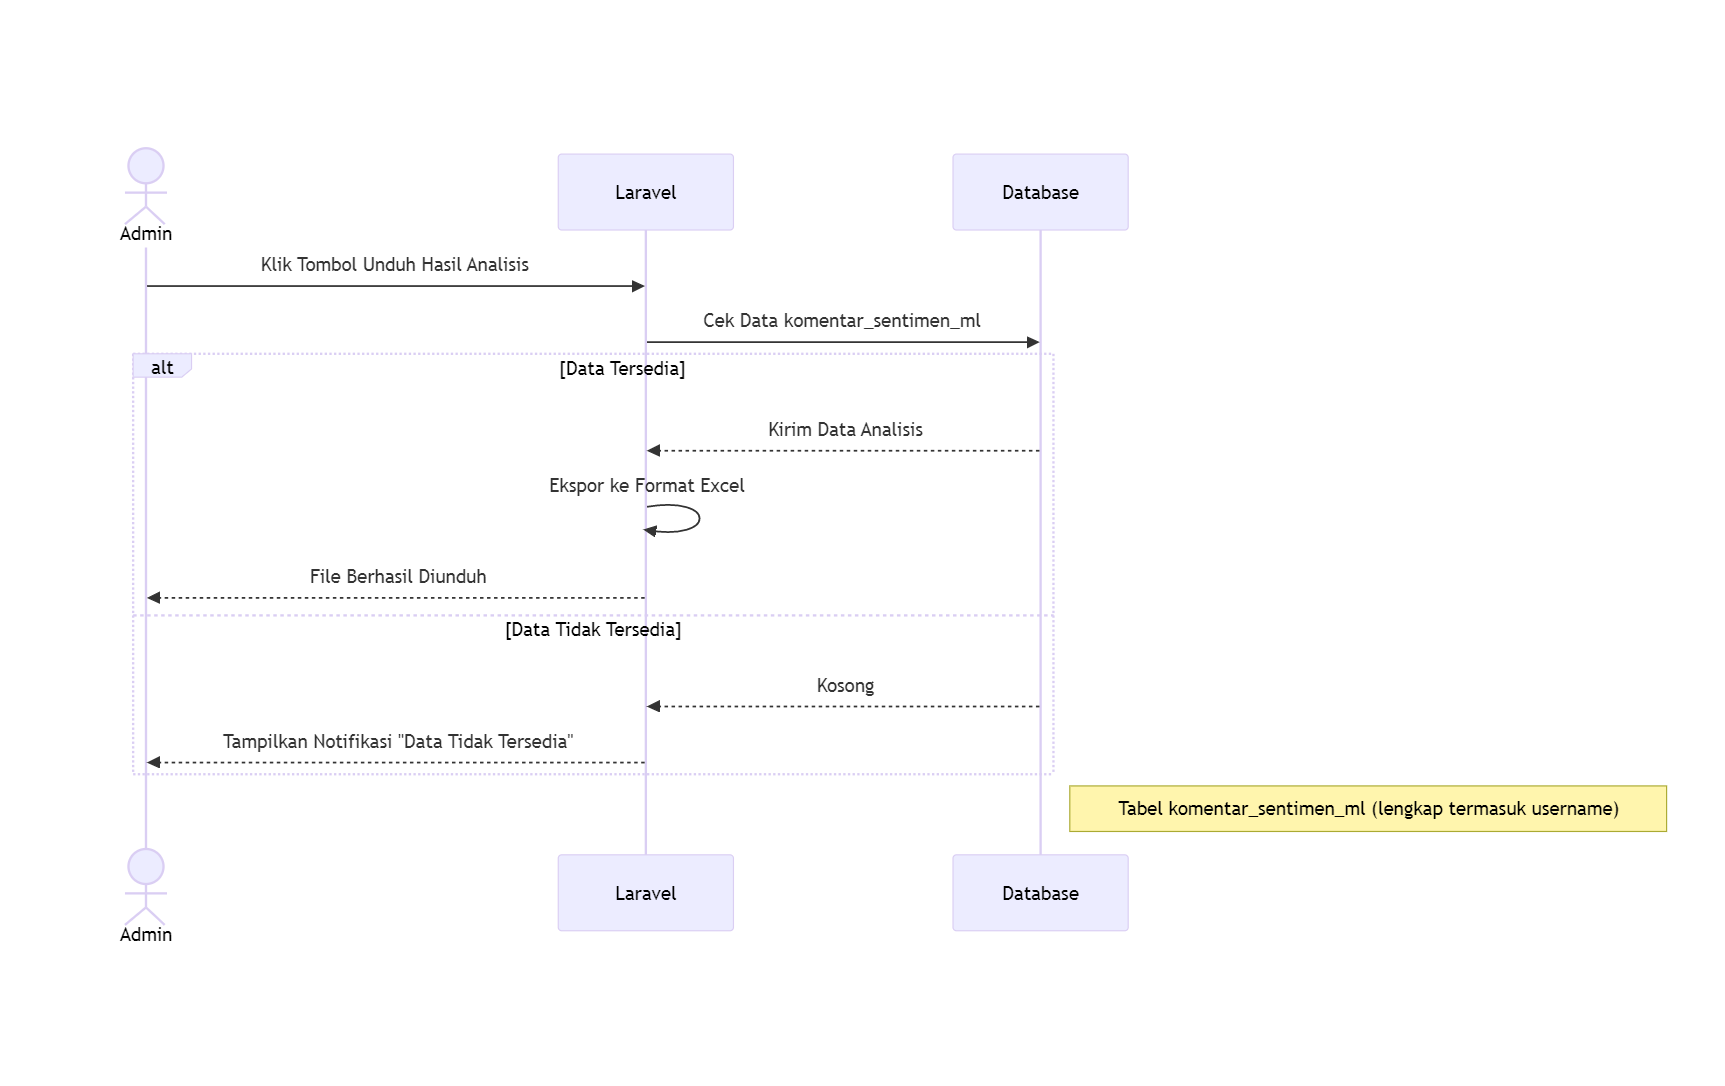 Admin
Laravel
Database
Klik Tombol Unduh Hasil Analisis
Cek Data komentar_sentimen_ml
alt
[Data Tersedia]
Kirim Data Analisis
Ekspor ke Format Excel
File Berhasil Diunduh
[Data Tidak Tersedia]
Kosong
Tampilkan Notifikasi "Data Tidak Tersedia"
Tabel komentar_sentimen_ml (lengkap termasuk username)
Admin
Laravel
Database